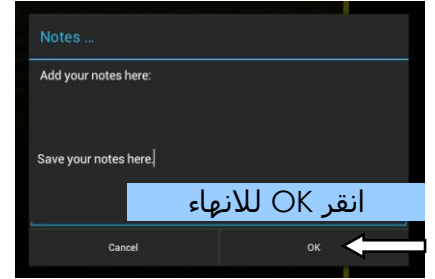 Notes ...
Add your notes here:
Save your notes here.
انقر OK للانهاء
Cancel
OK